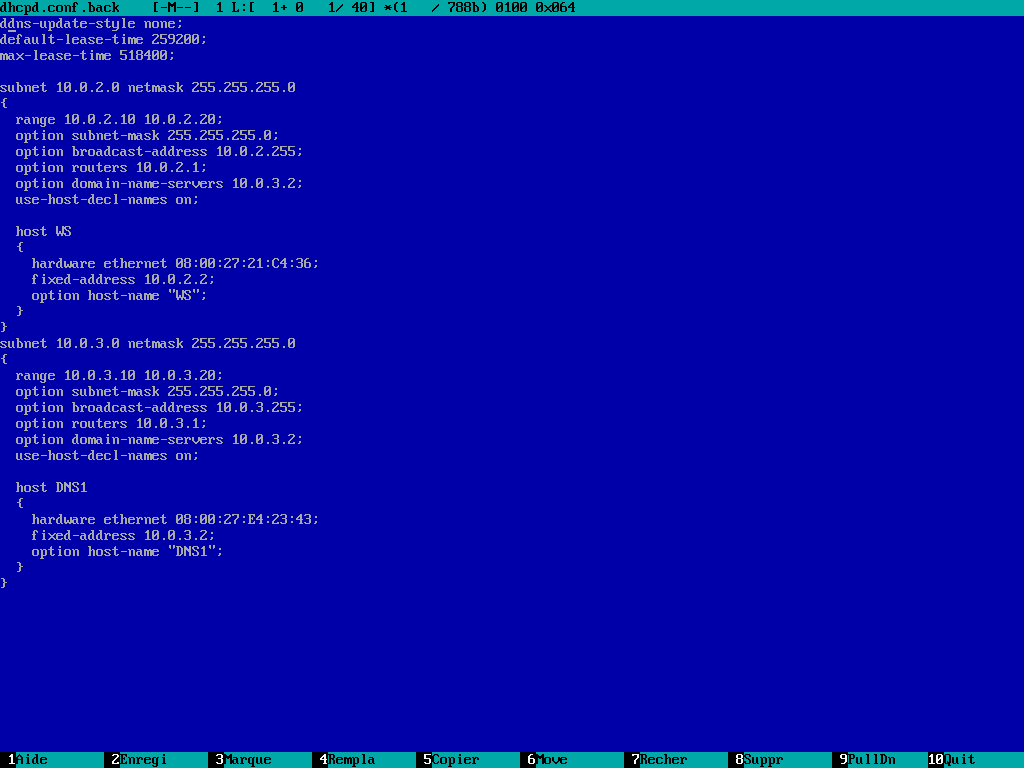 dhcpd.conf.back    [-M--]  1 L:[  1+ 0   1/ 40] *(1   / 788b) 0100 0x064
ddns-update-style none;
default-lease-time 259200;
max-lease-time 518400;

subnet 10.0.2.0 netmask 255.255.255.0
{
  range 10.0.2.10 10.0.2.20;
  option subnet-mask 255.255.255.0;
  option broadcast-address 10.0.2.255;
  option routers 10.0.2.1;
  option domain-name-servers 10.0.3.2;
  use-host-decl-names on;

  host WS
  {
    hardware ethernet 08:00:27:21:C4:36;
    fixed-address 10.0.2.2;
    option host-name "WS";
  }
}
subnet 10.0.3.0 netmask 255.255.255.0
{
  range 10.0.3.10 10.0.3.20;
  option subnet-mask 255.255.255.0;
  option broadcast-address 10.0.3.255;
  option routers 10.0.3.1;
  option domain-name-servers 10.0.3.2;
  use-host-decl-names on;

  host DNS1
  {
    hardware ethernet 08:00:27:E4:23:43;
    fixed-address 10.0.3.2;
    option host-name "DNS1";
  }
}
1Aide 2Enregi 3Marque 4Rempla 5Copier 6Move 7Recher 8Suppr 9PullDn 10Quit